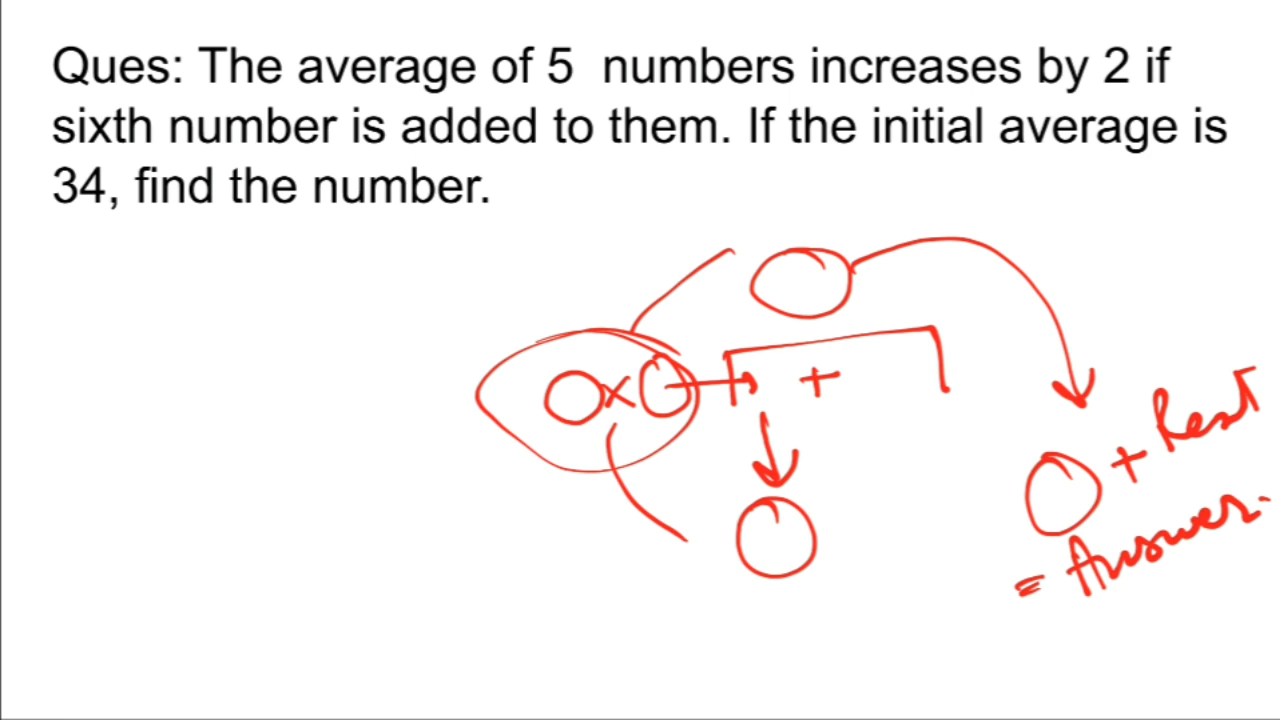 Ques: The average of 5 numbers increases by 2 if
sixth number is added to them. If the initial average is
34, find the number.
x
+
+ Rest
= Answer.